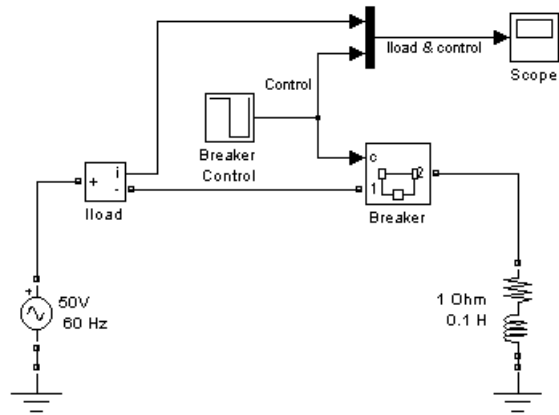 Iload & control
Scope
Control
Breaker
Control
c
1
2
Breaker
+
i
-
Iload
+
50V
60 Hz
1 Ohm
0.1 H